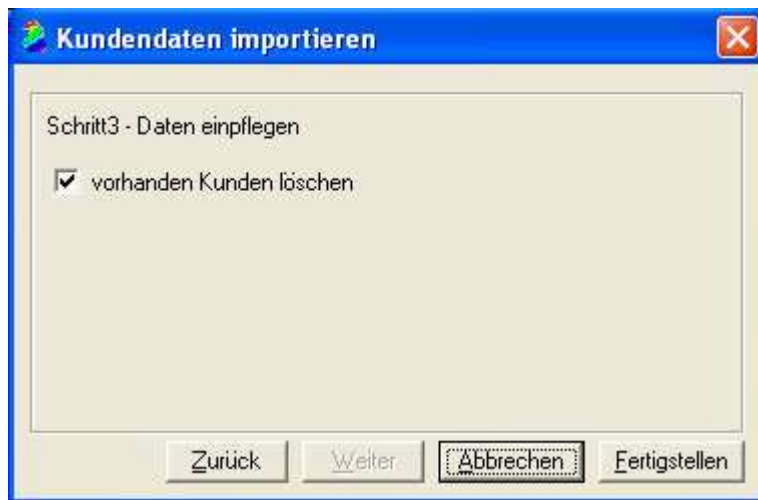 Kundendaten importieren
Schritt3 - Daten einpflegen
vorhanden Kunden löschen
Zurück Weiter Abbrechen Fertigstellen